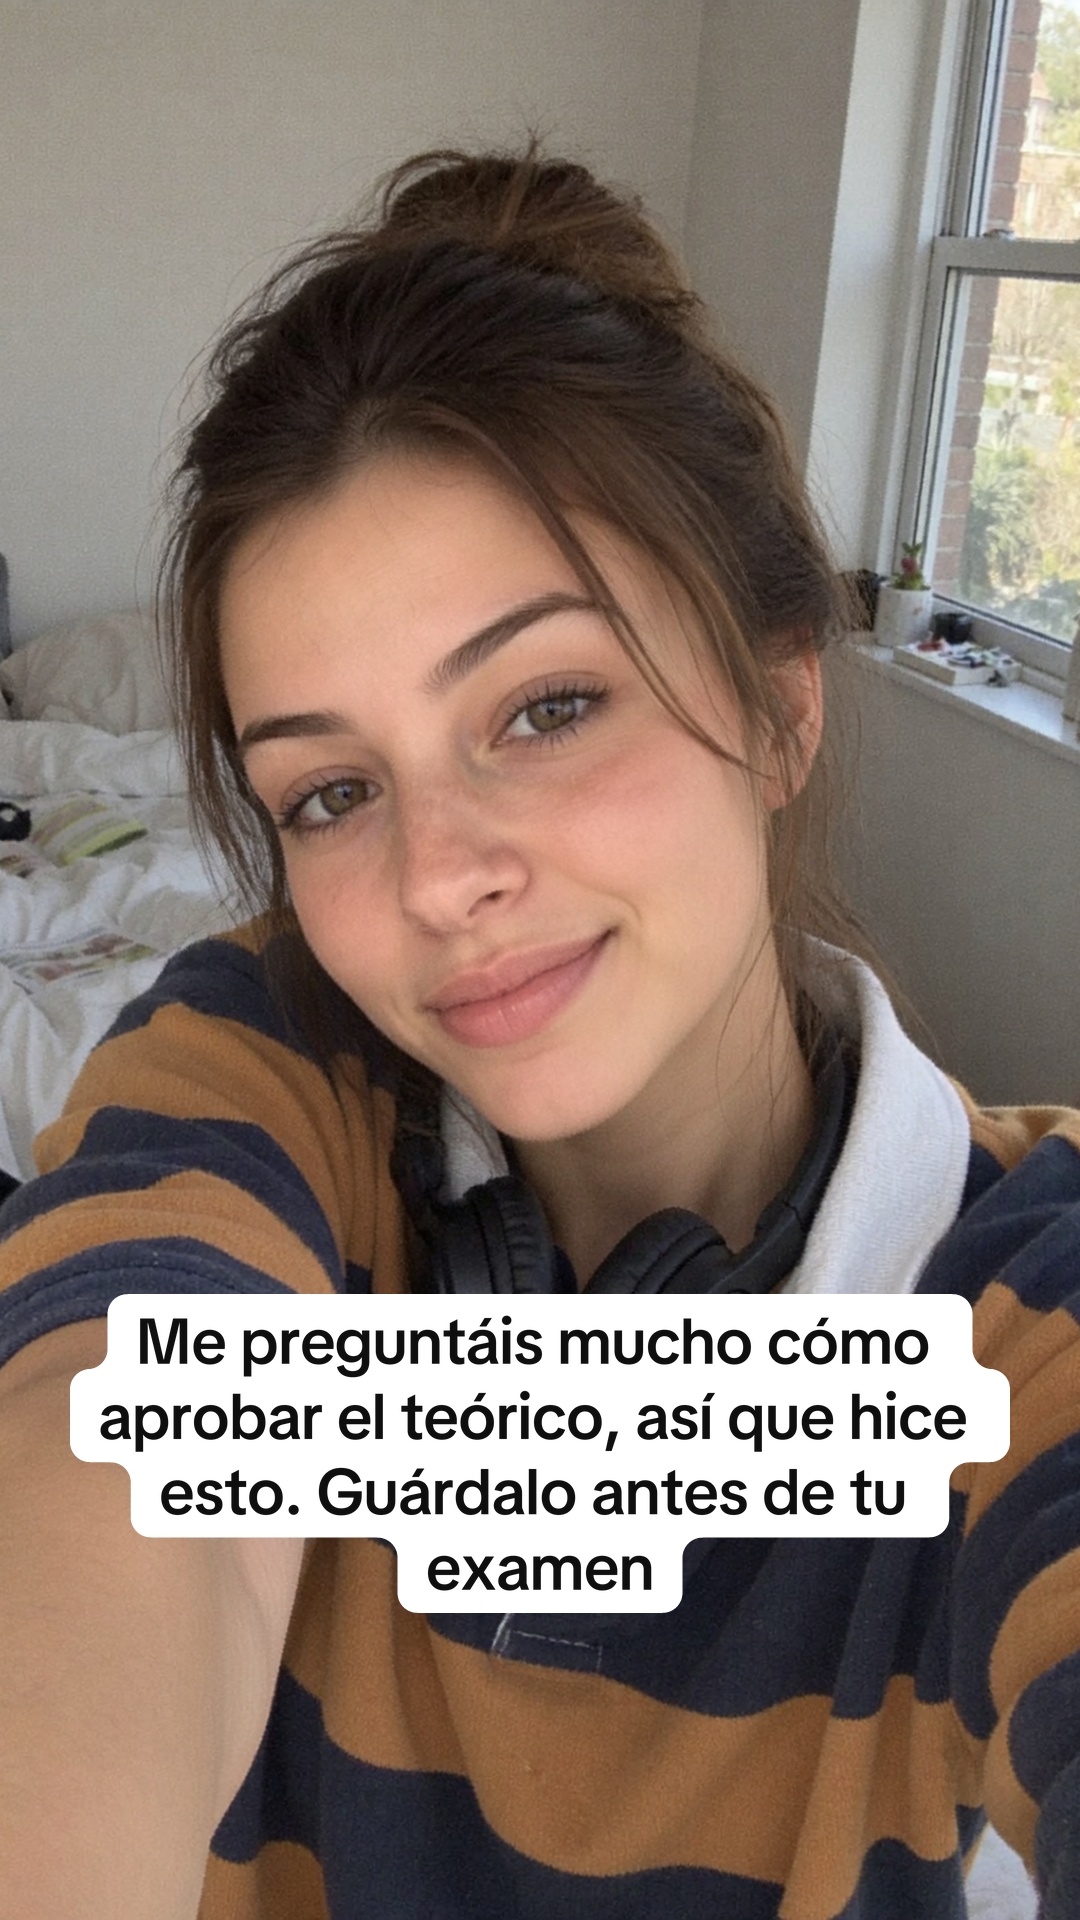 Me preguntáis mucho cómo
aprobar el teórico, así que hice
esto. Guárdalo antes de tu
examen